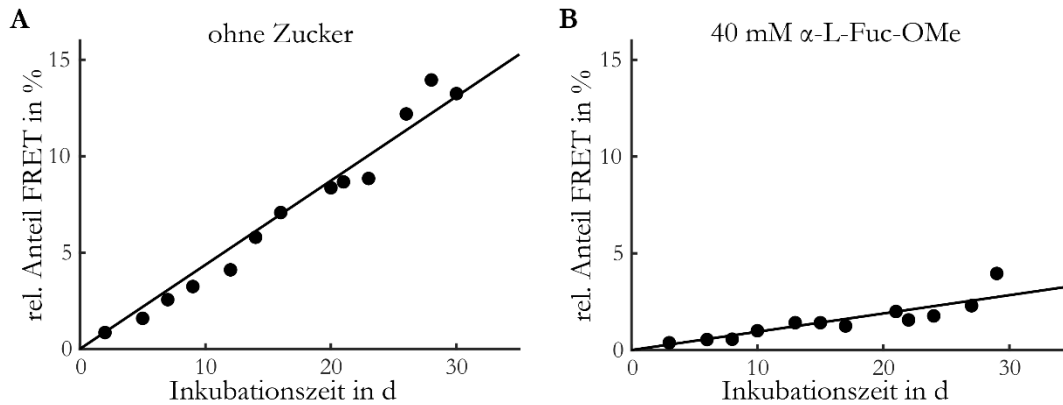 A
ohne Zucker
rel. Anteil FRET in %
15
10
5
0
0
10
20
30
Inkubationszeit in d
B
40 mM α-L-Fuc-OMe
rel. Anteil FRET in %
15
10
5
0
0
10
20
30
Inkubationszeit in d